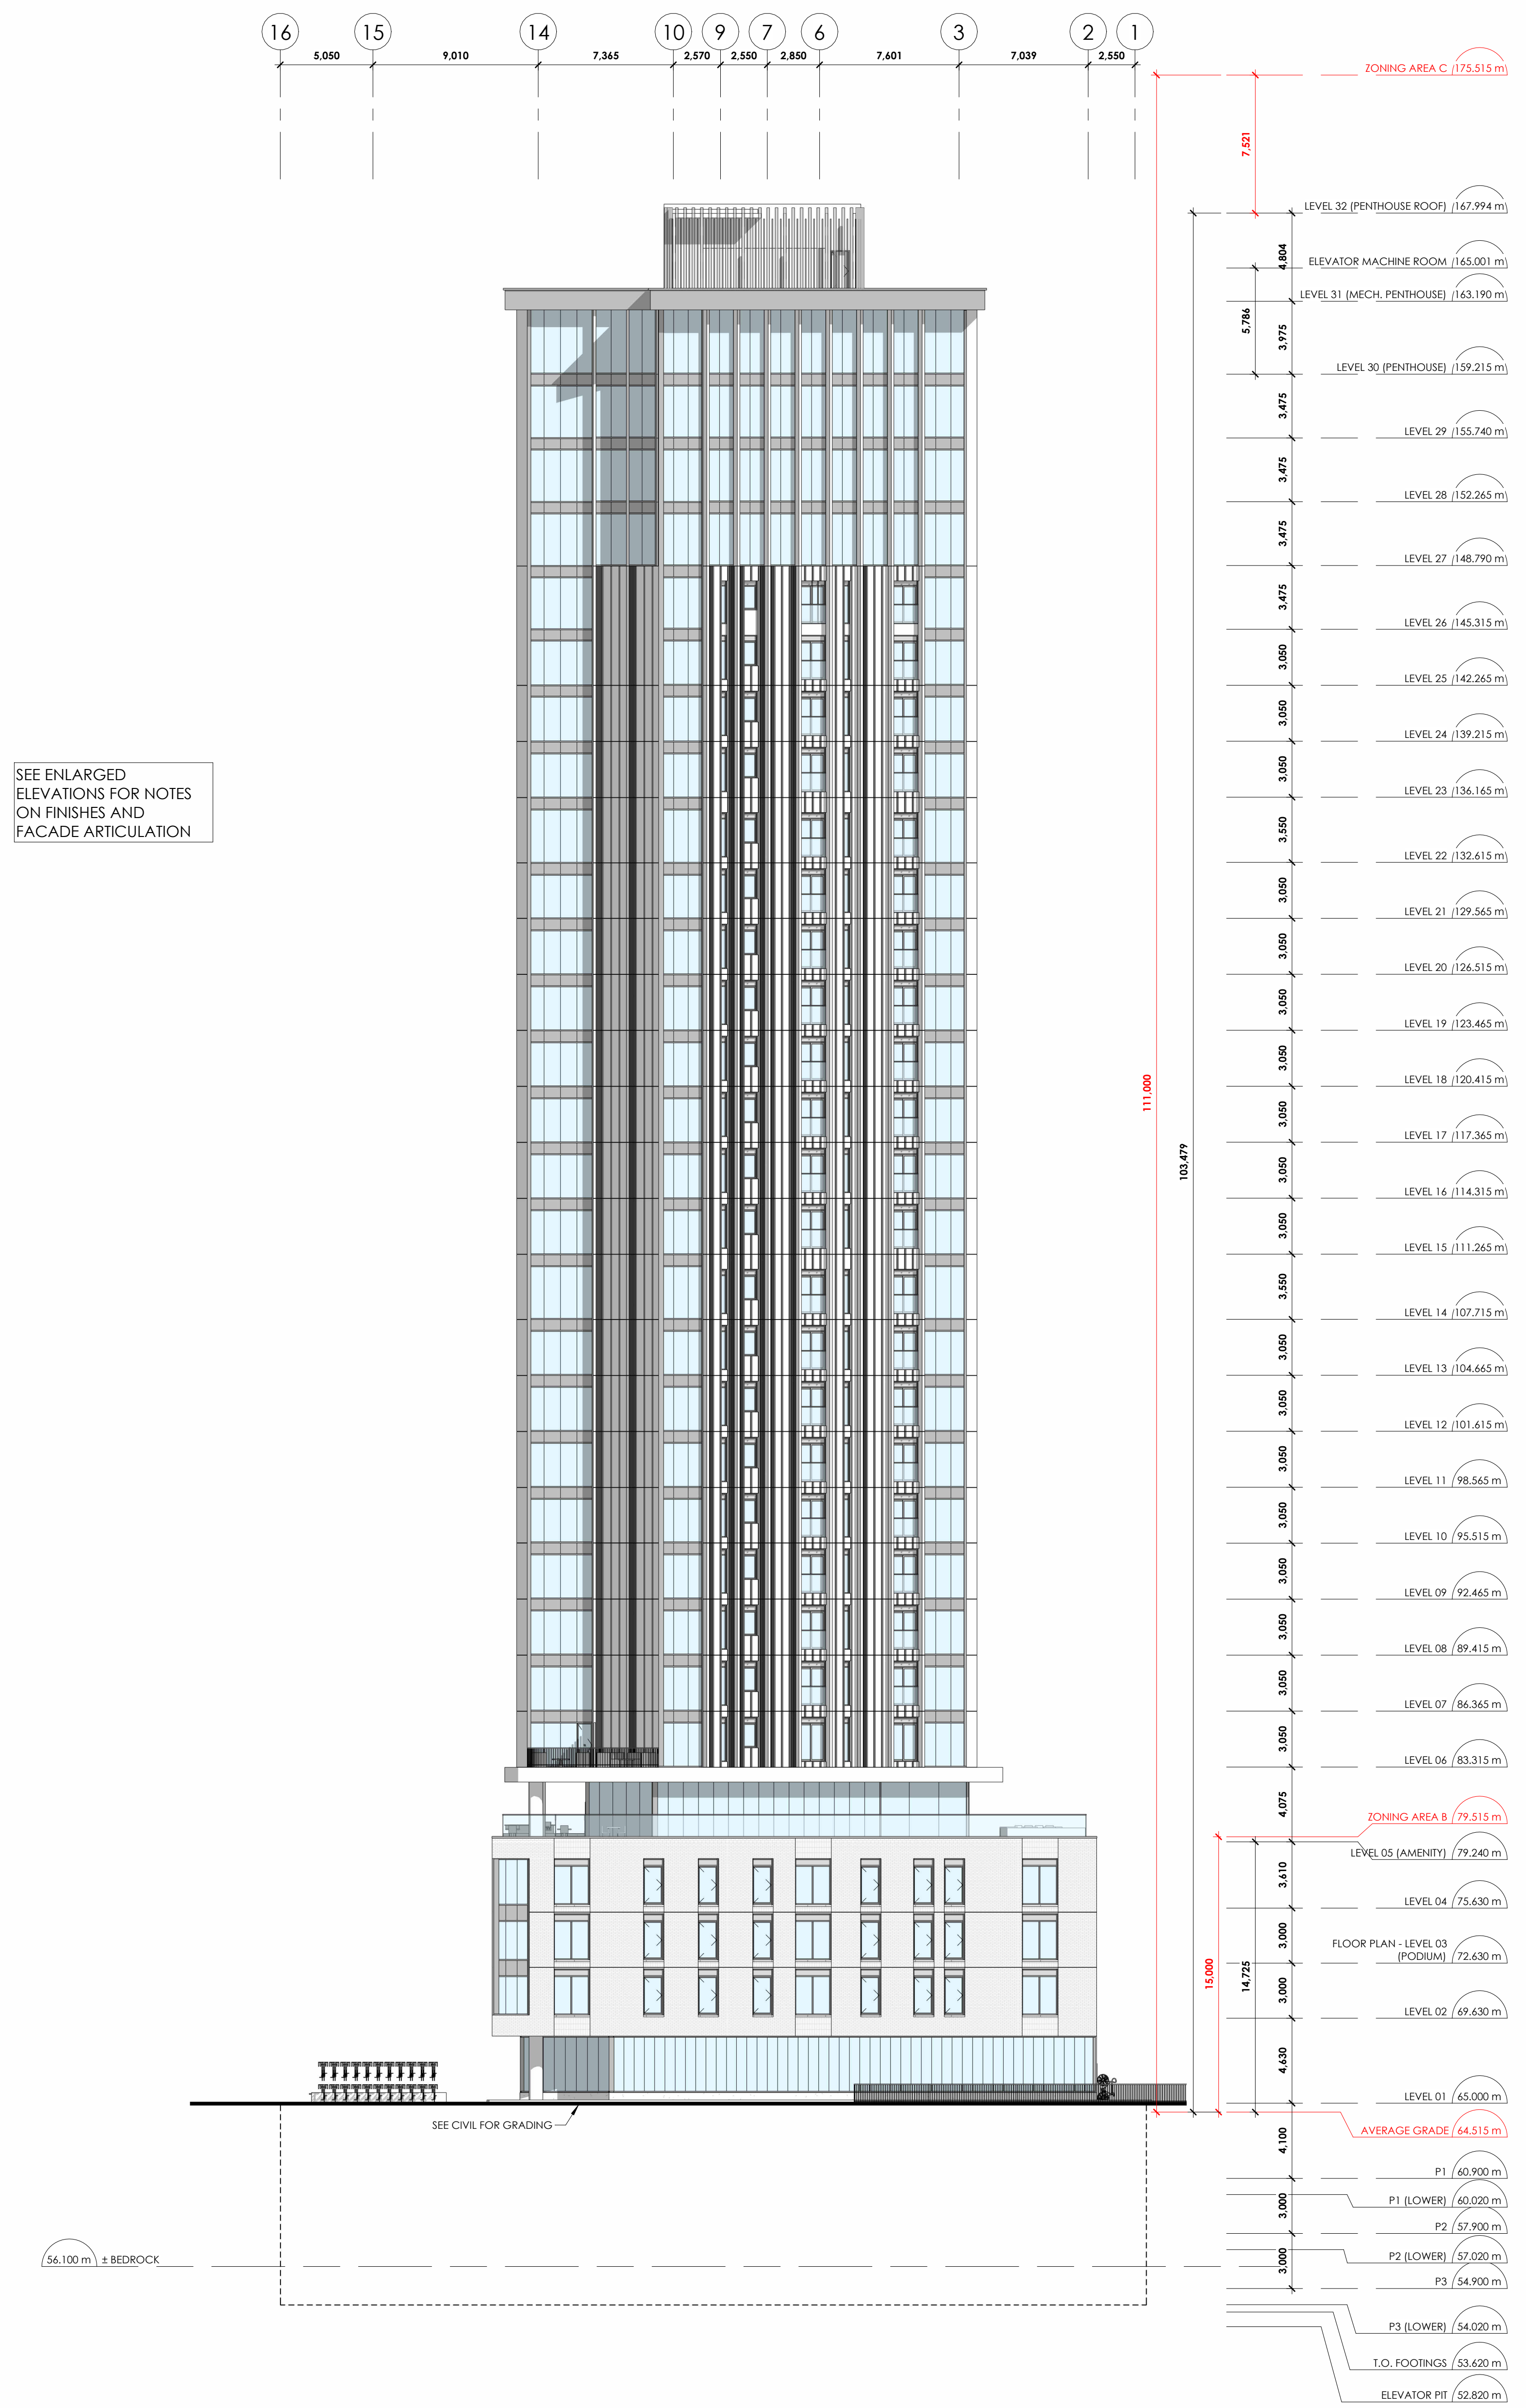 16 15 14 10 9 7 6 3 2 1
5,050 9,010 7,365 2,570 2,550 2,850 7,601 7,039 2,550
ZONING AREA C 175.515 m
7,521
LEVEL 32 (PENTHOUSE ROOF) 167.994 m
4,804
ELEVATOR MACHINE ROOM 165.001 m
LEVEL 31 (MECH. PENTHOUSE) 163.190 m
5,786
3,975
LEVEL 30 (PENTHOUSE) 159.215 m
3,475
LEVEL 29 155.740 m
3,475
LEVEL 28 152.265 m
3,475
LEVEL 27 148.790 m
3,475
LEVEL 26 145.315 m
3,050
LEVEL 25 142.265 m
3,050
LEVEL 24 139.215 m
3,050
LEVEL 23 136.165 m
SEE ENLARGED
ELEVATIONS FOR NOTES
ON FINISHES AND
FACADE ARTICULATION
3,550
LEVEL 22 132.615 m
3,050
LEVEL 21 129.565 m
3,050
LEVEL 20 126.515 m
3,050
LEVEL 19 123.465 m
3,050
LEVEL 18 120.415 m
111,000
3,050
LEVEL 17 117.365 m
103,479
3,050
LEVEL 16 114.315 m
3,050
LEVEL 15 111.265 m
3,550
LEVEL 14 107.715 m
3,050
LEVEL 13 104.665 m
3,050
LEVEL 12 101.615 m
3,050
LEVEL 11 98.565 m
3,050
LEVEL 10 95.515 m
3,050
LEVEL 09 92.465 m
3,050
LEVEL 08 89.415 m
3,050
LEVEL 07 86.365 m
3,050
LEVEL 06 83.315 m
4,075
ZONING AREA B 79.515 m
LEVEL 05 (AMENITY) 79.240 m
3,610
LEVEL 04 75.630 m
3,000
FLOOR PLAN - LEVEL 03
(PODIUM) 72.630 m
15,000
14,725
3,000
LEVEL 02 69.630 m
4,630
LEVEL 01 65.000 m
SEE CIVIL FOR GRADING
AVERAGE GRADE 64.515 m
4,100
P1 60.900 m
P1 (LOWER) 60.020 m
3,000
P2 57.900 m
56.100 m ± BEDROCK
P2 (LOWER) 57.020 m
3,000
P3 54.900 m
P3 (LOWER) 54.020 m
T.O. FOOTINGS 53.620 m
ELEVATOR PIT 52.820 m